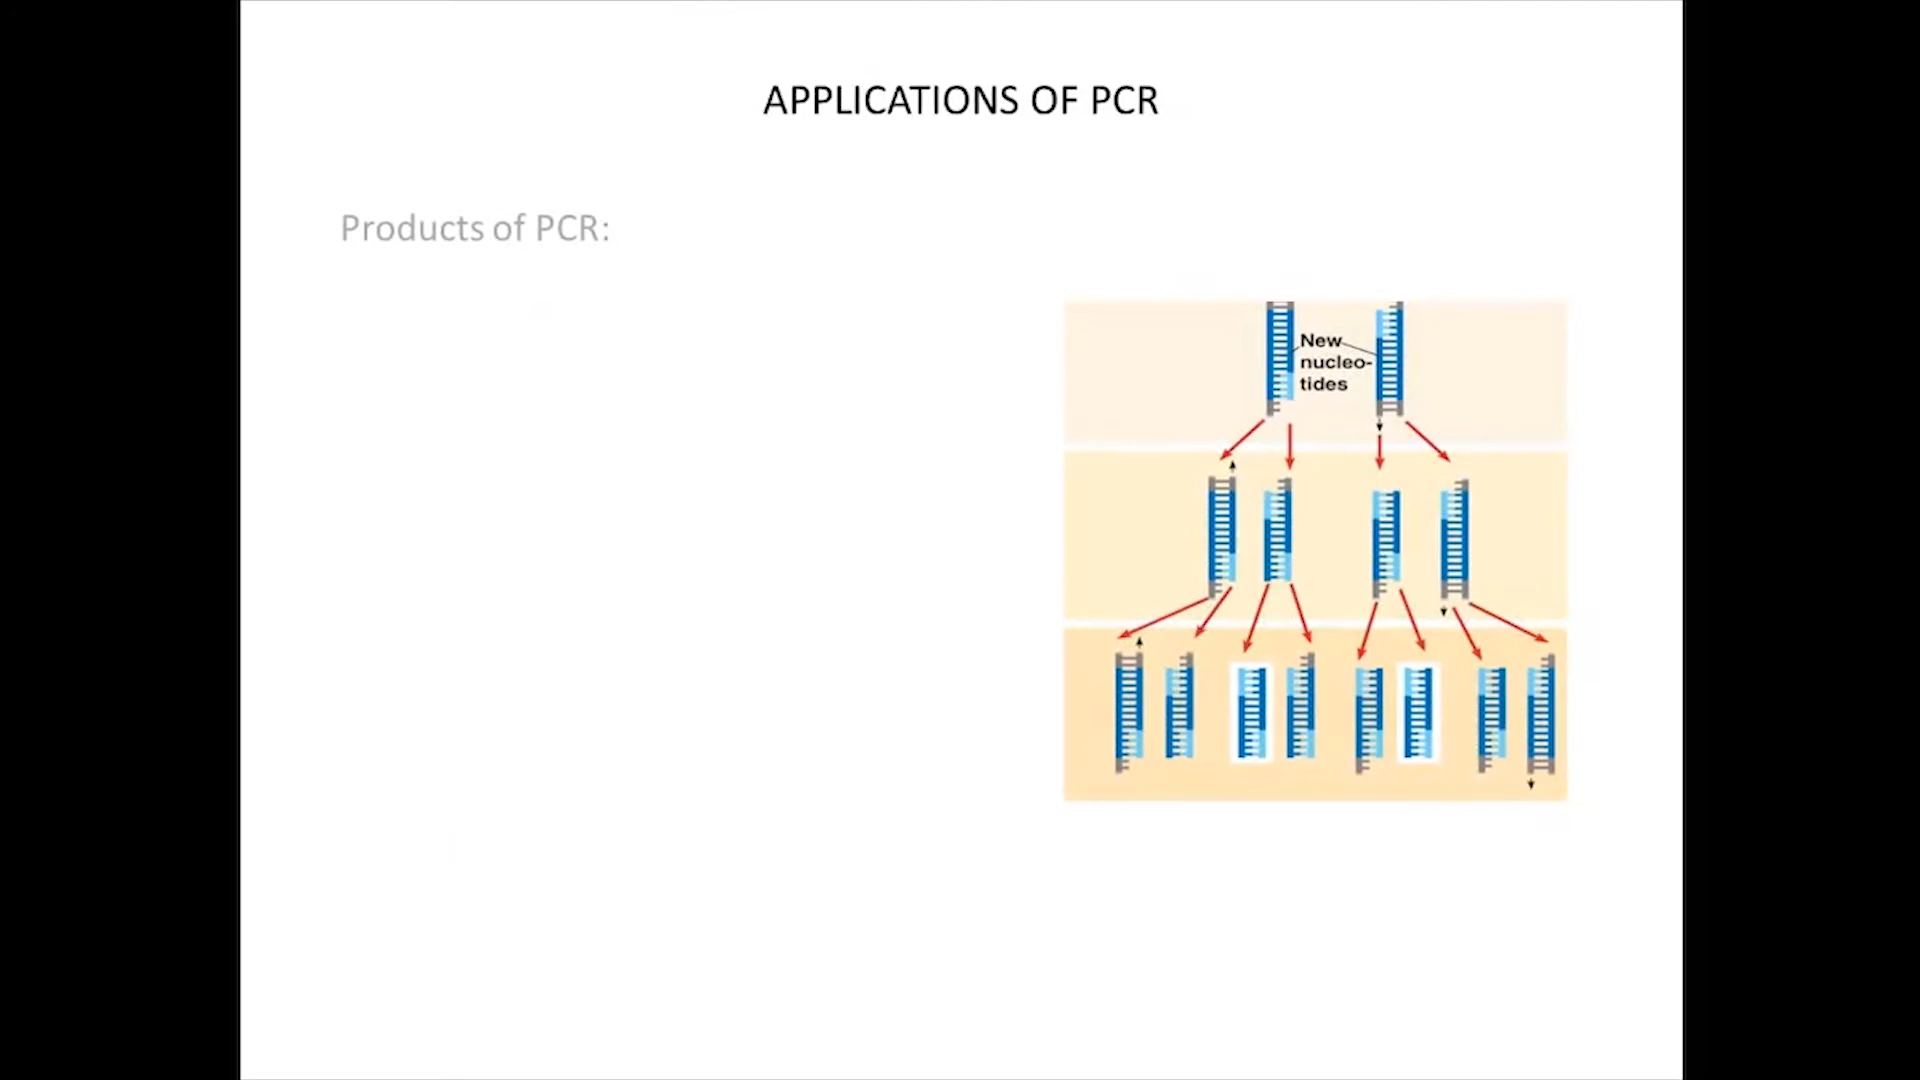 APPLICATIONS OF PCR
Products of PCR:
New
nucleo-
tides